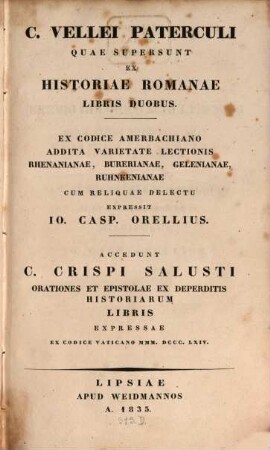 C. VELLEI PATERCULI
QUAE SUPERSUNT
EX
HISTORIAE ROMANAE
LIBRIS DUOBUS.
EX CODICE AMERBACHIANO
ADDITA VARIETATE LECTIONIS
RHENANIANAE, BURERIANAE, GELENIANAE,
RUHNKENIANAE
CUM RELIQUAE DELECTU
EXPRESSIT
IO. CASP. ORELLIUS.
ACCEDUNT
C. CRISPI SALUSTI
ORATIONES ET EPISTOLAE EX DEPERDITIS
HISTORIARUM
LIBRIS
EXPRESSAE
EX CODICE VATICANO MMM. DCCC. LXIV.
LIPSIAE
APUD WEIDMANNOS
A. 1835.